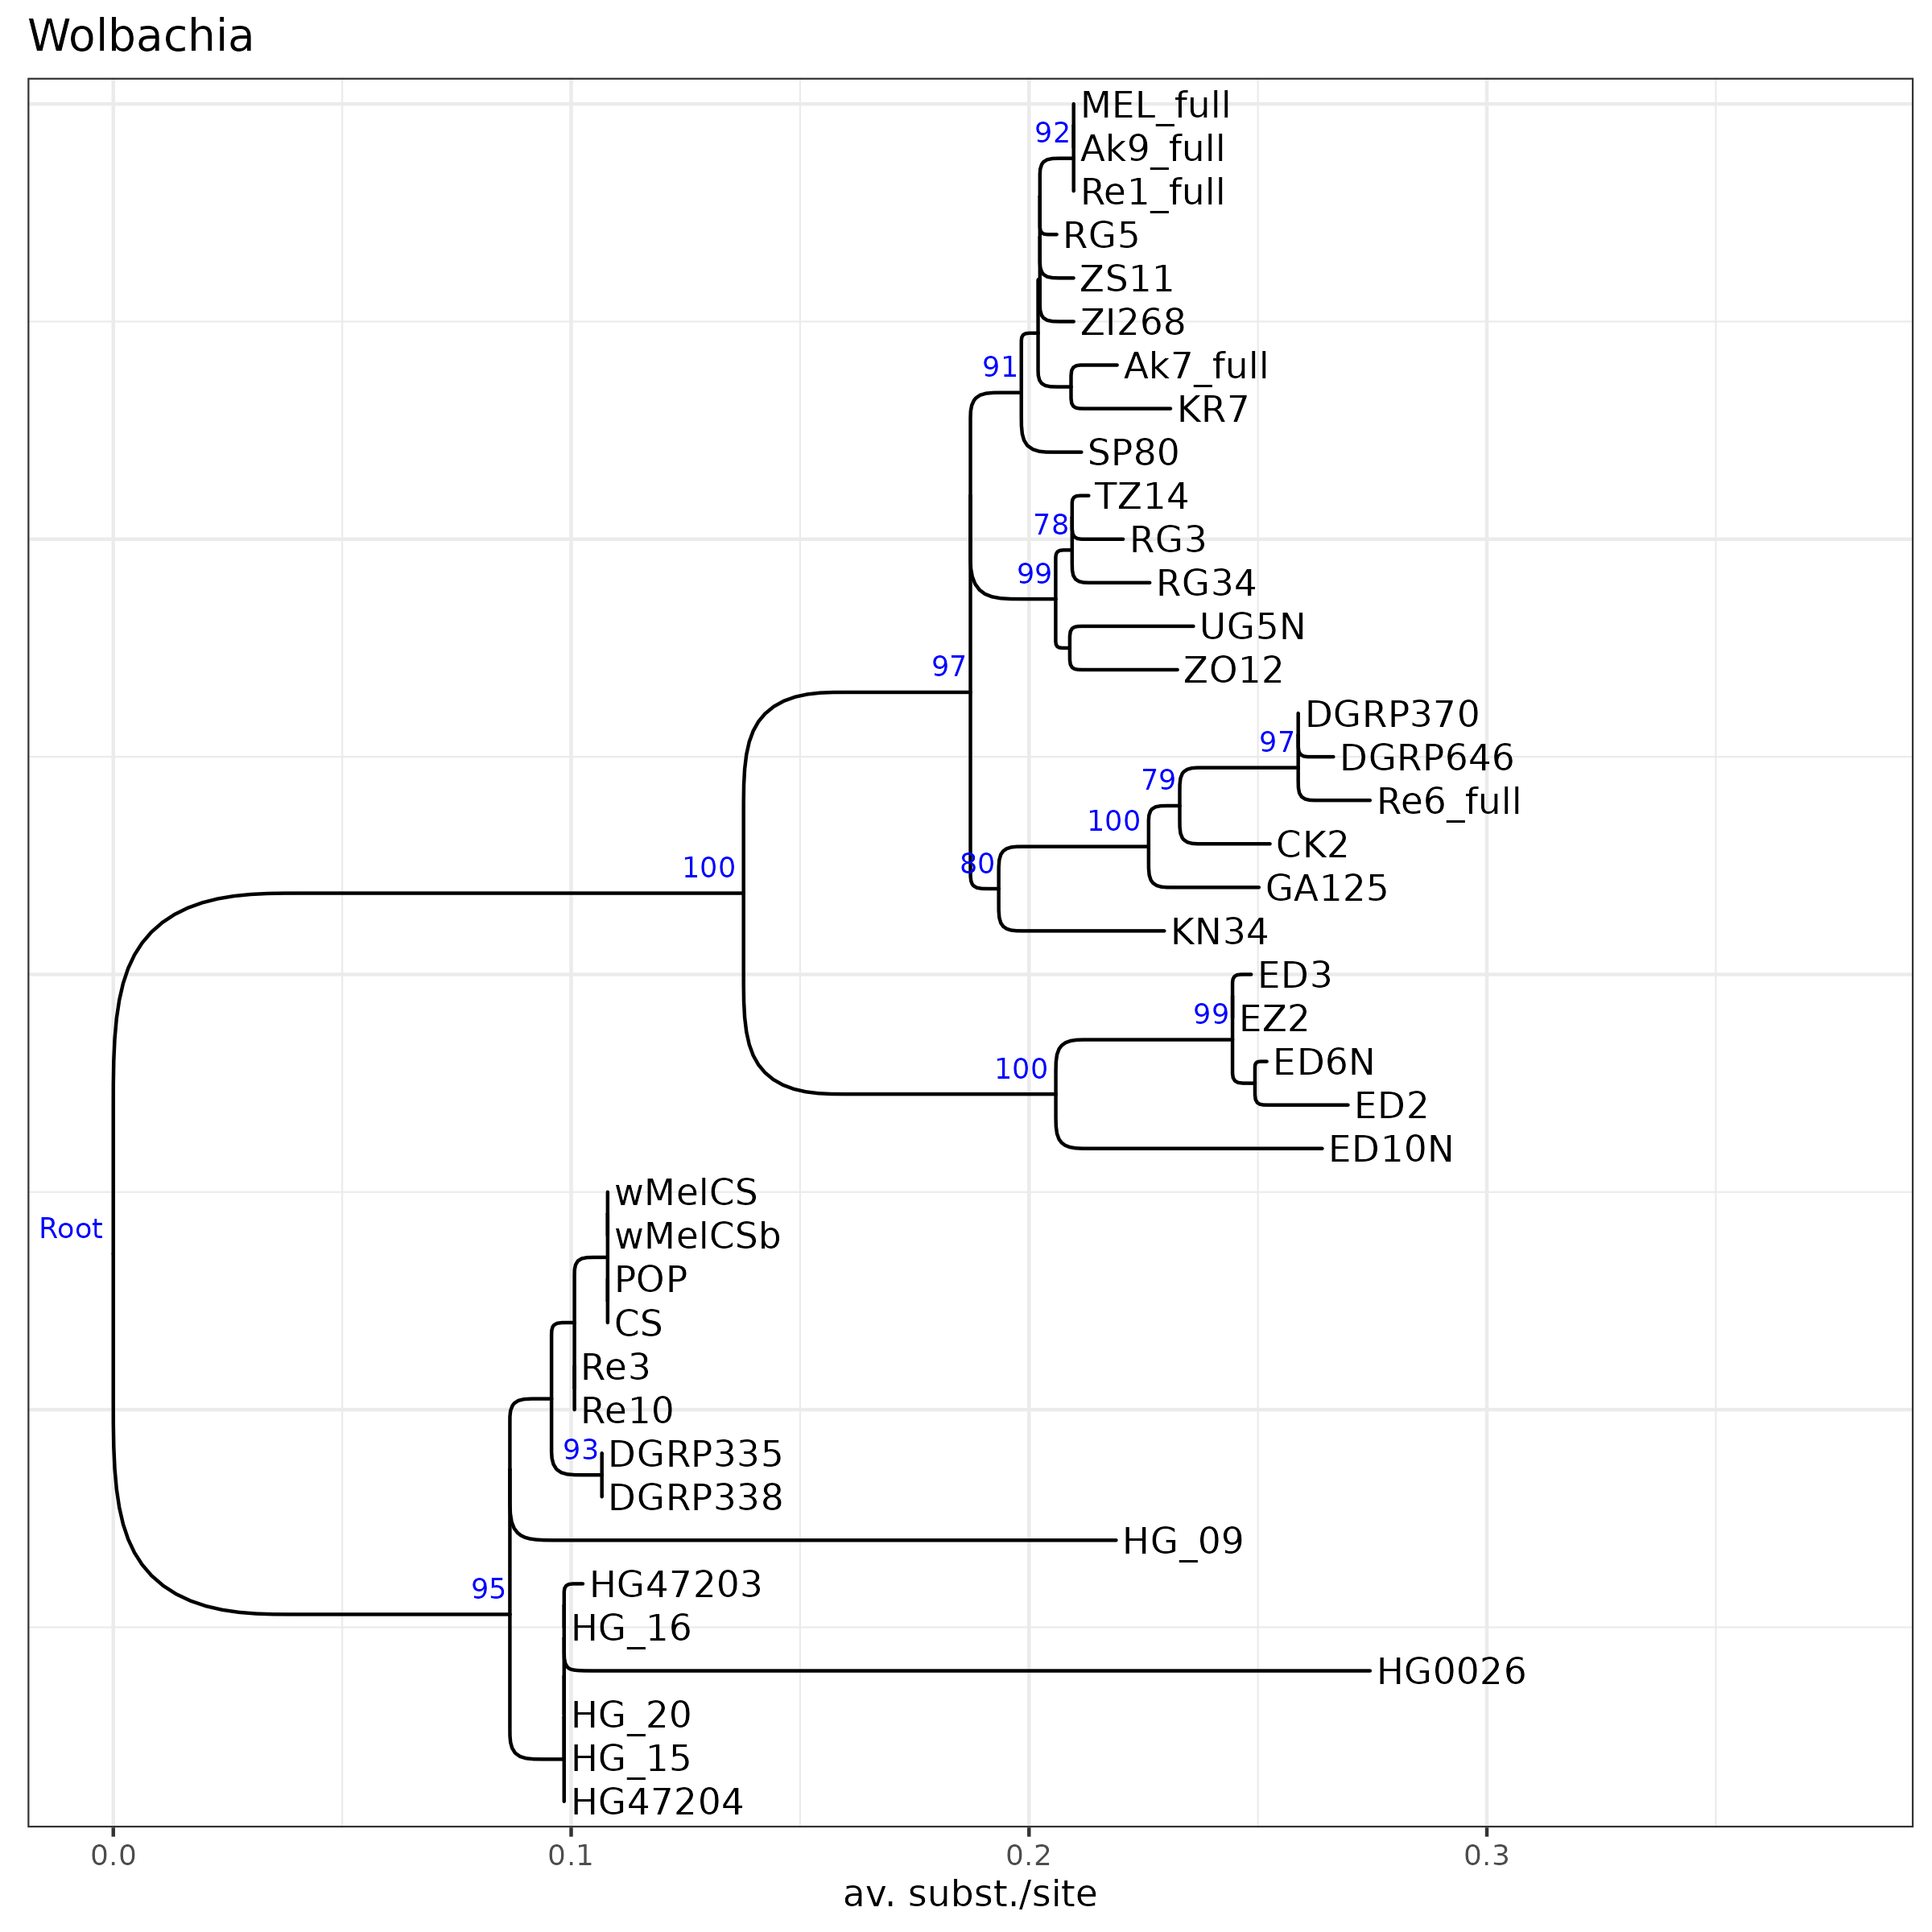 Wolbachia
MEL_full
92
Ak9_full
Re1_full
RG5
ZS11
ZI268
91
Ak7_full
KR7
SP80
TZ14
78
RG3
99
RG34
UG5N
97
ZO12
DGRP370
97
DGRP646
79
Re6_full
100
CK2
80
100
GA125
KN34
ED3
99
EZ2
ED6N
100
ED2
ED10N
wMelCS
Root
wMelCSb
POP
CS
Re3
Re10
93
DGRP335
DGRP338
HG_09
95
HG47203
HG_16
HG0026
HG_20
HG_15
HG47204
0.0 0.1 0.2 0.3
av. subst./site